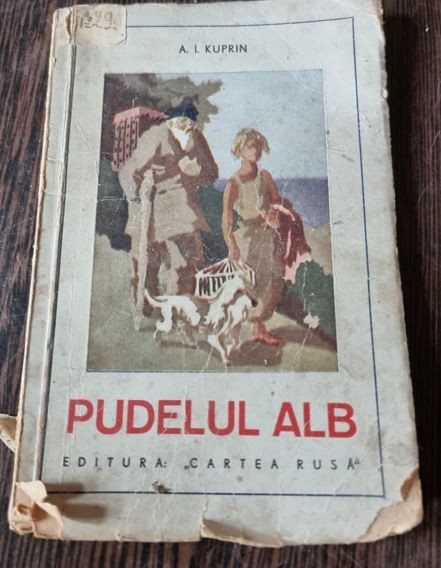 A. I. KUPRIN
PUDELUL ALB
EDITURA: „CARTEA RUSĂ"